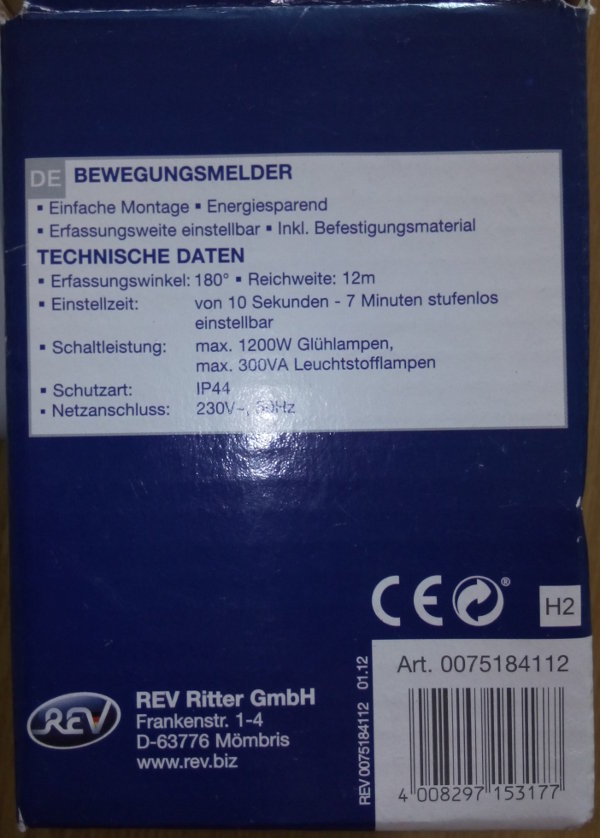 DE BEWEGUNGSMELDER
▪ Einfache Montage ▪ Energiesparend
▪ Erfassungsweite einstellbar ▪ Inkl. Befestigungsmaterial
TECHNISCHE DATEN
▪ Erfassungswinkel: 180° ▪ Reichweite: 12m
▪ Einstellzeit: von 10 Sekunden - 7 Minuten stufenlos
einstellbar
▪ Schaltleistung: max. 1200W Glühlampen,
max. 300VA Leuchtstofflampen
▪ Schutzart: IP44
▪ Netzanschluss: 230V~, 50Hz
CE
®
H2
Art. 0075184112
REV 0075184112 01.12
4 008297 153177
REV
REV Ritter GmbH
Frankenstr. 1-4
D-63776 Mömbris
www.rev.biz